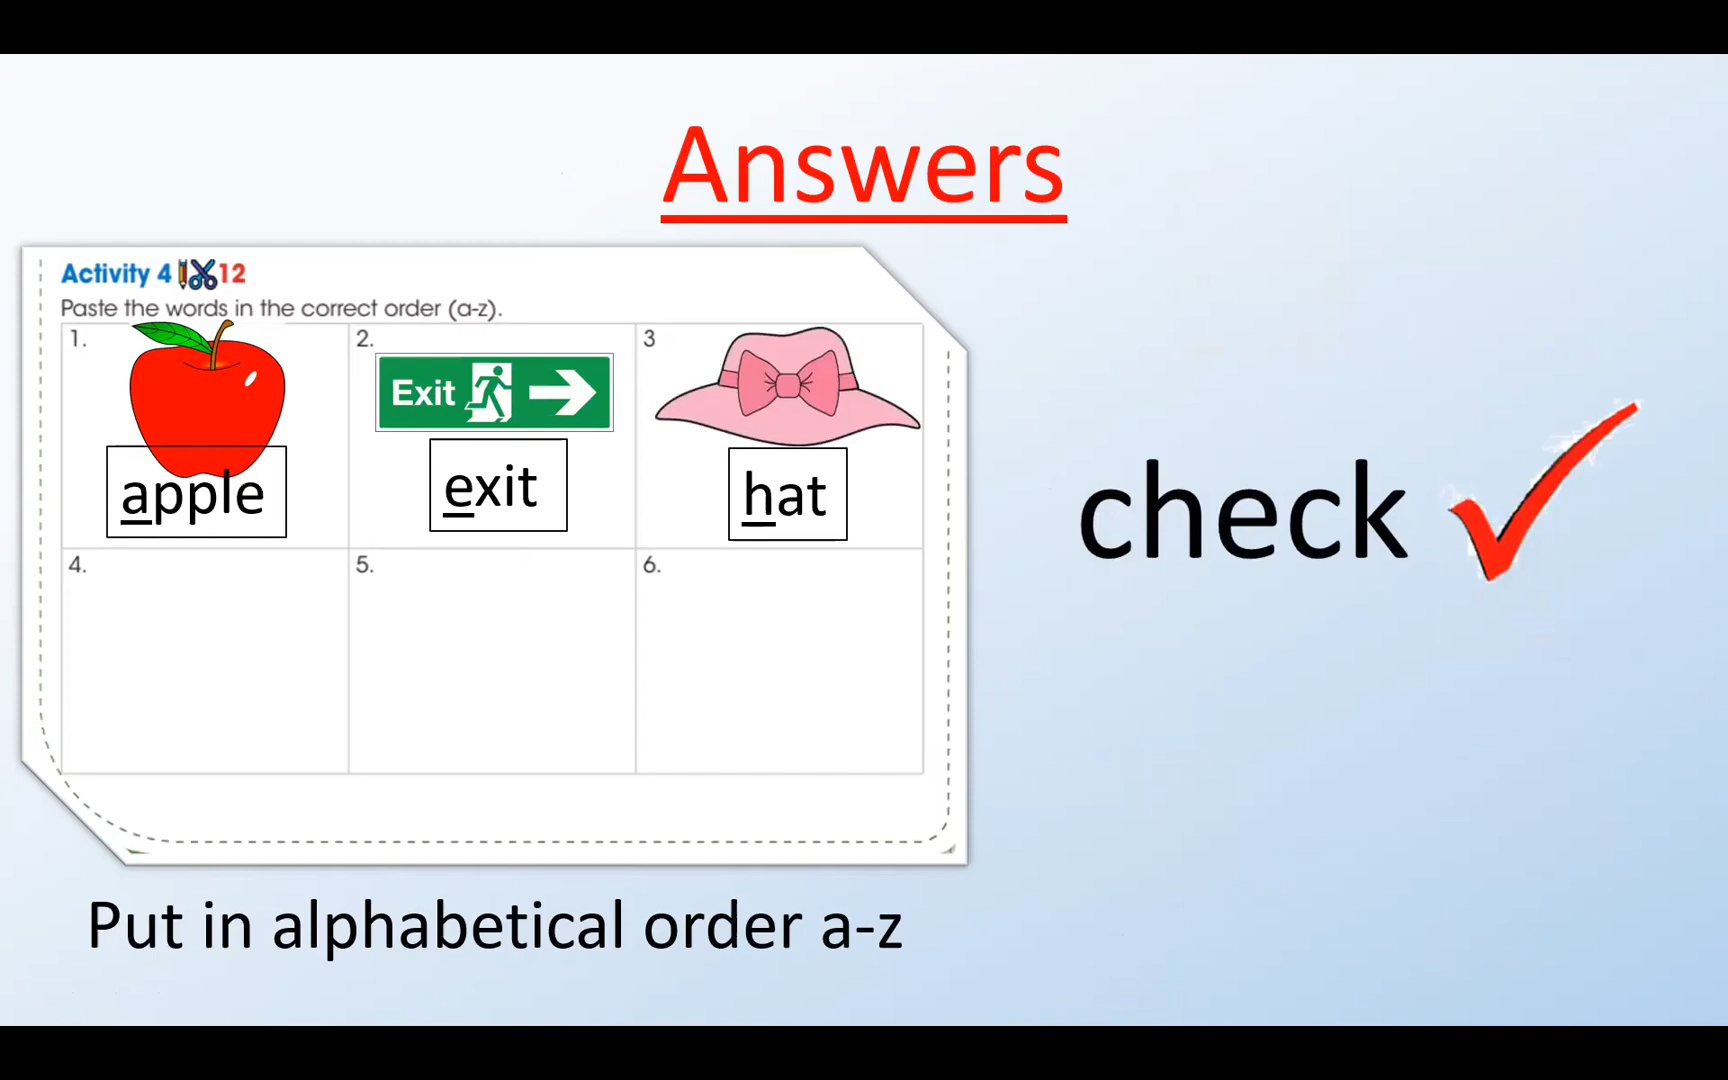 Answers
Activity 4 12
Paste the words in the correct order (a-z).
1.
2.
3
Exit
apple
exit
hat
check
4.
5.
6.
Put in alphabetical order a-z